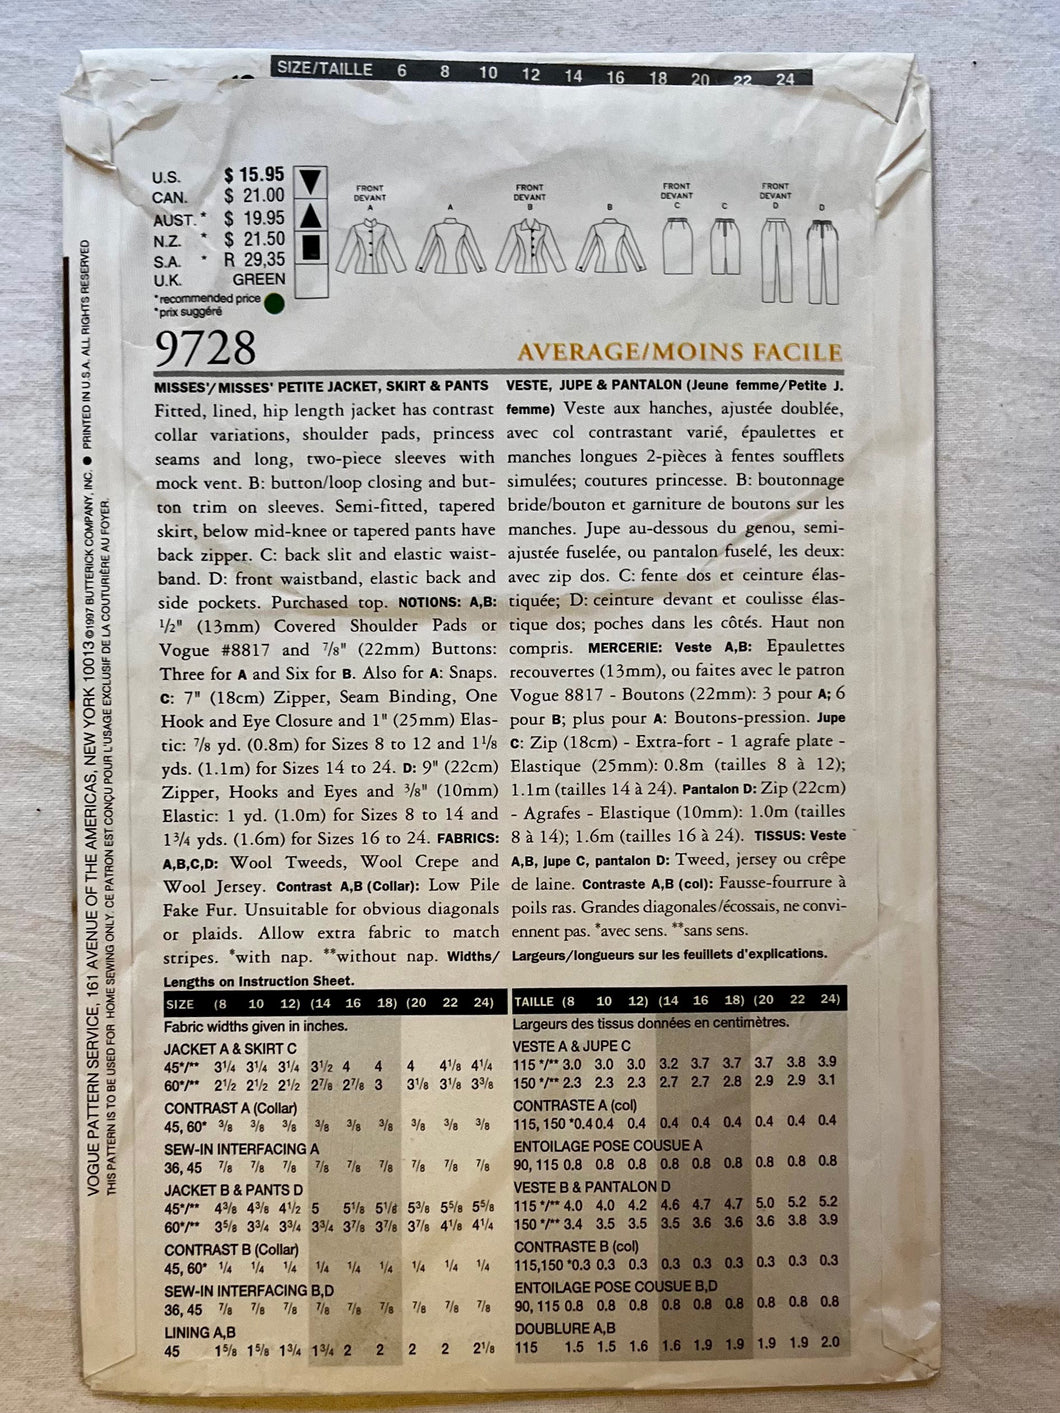 SIZE/TAILLE 6 8 10 12 14 16 18 20 22 24
U.S. $ 15.95
CAN. $ 21.00
AUST.* $ 19.95
N.Z. * $ 21.50
S.A. * R 29,35
U.K. GREEN
*recommended price
*prix suggéré
FRONT
DEVANT
A
A
FRONT
DEVANT
B
B
FRONT
DEVANT
C
C
FRONT
DEVANT
D
D
9728
AVERAGE/MOINS FACILE
MISSES'/MISSES' PETITE JACKET, SKIRT & PANTS
Fitted, lined, hip length jacket has contrast
collar variations, shoulder pads, princess
seams and long, two-piece sleeves with
mock vent. B: button/loop closing and but-
ton trim on sleeves. Semi-fitted, tapered
skirt, below mid-knee or tapered pants have
back zipper. C: back slit and elastic waist-
band. D: front waistband, elastic back and
side pockets. Purchased top. NOTIONS: A,B:
1/2" (13mm) Covered Shoulder Pads or
Vogue #8817 and 7/8" (22mm) Buttons:
Three for A and Six for B. Also for A: Snaps.
C: 7" (18cm) Zipper, Seam Binding, One
Hook and Eye Closure and 1" (25mm) Elas-
tic: 7/8 yd. (0.8m) for Sizes 8 to 12 and 1 1/8
yds. (1.1m) for Sizes 14 to 24. D: 9" (22cm)
Zipper, Hooks and Eyes and 3/8" (10mm)
Elastic: 1 yd. (1.0m) for Sizes 8 to 14 and
1 3/4 yds. (1.6m) for Sizes 16 to 24. FABRICS:
A,B,C,D: Wool Tweeds, Wool Crepe and
Wool Jersey. Contrast A,B (Collar): Low Pile
Fake Fur. Unsuitable for obvious diagonals
or plaids. Allow extra fabric to match
stripes. *with nap. **without nap. Widths/
Lengths on Instruction Sheet.
VESTE, JUPE & PANTALON (Jeune femme/Petite J.
femme) Veste aux hanches, ajustée doublée,
avec col contrastant varié, épaulettes et
manches longues 2-pièces à fentes soufflets
simulées; coutures princesse. B: boutonnage
bride/bouton et garniture de boutons sur les
manches. Jupe au-dessous du genou, semi-
ajustée fuselée, ou pantalon fuselé, les deux:
avec zip dos. C: fente dos et ceinture élas-
tiquée; D: ceinture devant et coulisse élas-
tique dos; poches dans les côtés. Haut non
compris. MERCERIE: Veste A,B: Epaulettes
recouvertes (13mm), ou faites avec le patron
Vogue 8817 - Boutons (22mm): 3 pour A; 6
pour B; plus pour A: Boutons-pression. Jupe
C: Zip (18cm) - Extra-fort - 1 agrafe plate -
Elastique (25mm): 0.8m (tailles 8 à 12);
1.1m (tailles 14 à 24). Pantalon D: Zip (22cm)
- Agrafes - Elastique (10mm): 1.0m (tailles
8 à 14); 1.6m (tailles 16 à 24). TISSUS: Veste
A,B, Jupe C, pantalon D: Tweed, jersey ou crêpe
de laine. Contraste A,B (col): Fausse-fourrure à
poils ras. Grandes diagonales/écossais, ne convi-
ennent pas. *avec sens. **sans sens.
Largeurs/longueurs sur les feuillets d'explications.
SIZE (8 10 12) (14 16 18) (20 22 24)
Fabric widths given in inches.
JACKET A & SKIRT C
45*/** 3 1/4 3 1/4 3 1/4 3 1/2 4 4 4 4 1/8 4 1/4
60*/** 2 1/2 2 1/2 2 1/2 2 7/8 2 7/8 3 3 1/8 3 1/8 3 3/8
CONTRAST A (Collar)
45, 60* 3/8 3/8 3/8 3/8 3/8 3/8 3/8 3/8 3/8
SEW-IN INTERFACING A
36, 45 7/8 7/8 7/8 7/8 7/8 7/8 7/8 7/8 7/8
JACKET B & PANTS D
45*/** 4 3/8 4 3/8 4 1/2 5 5 1/8 5 1/8 5 3/8 5 5/8 5 5/8
60*/** 3 5/8 3 3/4 3 3/4 3 3/4 3 7/8 3 7/8 3 7/8 4 1/8 4 1/4
CONTRAST B (Collar)
45, 60* 1/4 1/4 1/4 1/4 1/4 1/4 1/4 1/4 1/4
SEW-IN INTERFACING B,D
36, 45 7/8 7/8 7/8 7/8 7/8 7/8 7/8 7/8 7/8
LINING A,B
45 1 5/8 1 5/8 1 3/4 1 3/4 2 2 2 2 2 1/8
TAILLE (8 10 12) (14 16 18) (20 22 24)
Largeurs des tissus données en centimètres.
VESTE A & JUPE C
115 */** 3.0 3.0 3.0 3.2 3.7 3.7 3.7 3.8 3.9
150 */** 2.3 2.3 2.3 2.7 2.7 2.8 2.9 2.9 3.1
CONTRASTE A (col)
115, 150 *0.4 0.4 0.4 0.4 0.4 0.4 0.4 0.4 0.4
ENTOILAGE POSE COUSUE A
90, 115 0.8 0.8 0.8 0.8 0.8 0.8 0.8 0.8 0.8
VESTE B & PANTALON D
115 */** 4.0 4.0 4.2 4.6 4.7 4.7 5.0 5.2 5.2
150 */** 3.4 3.5 3.5 3.5 3.6 3.6 3.6 3.8 3.9
CONTRASTE B (col)
115,150 *0.3 0.3 0.3 0.3 0.3 0.3 0.3 0.3 0.3
ENTOILAGE POSE COUSUE B,D
90, 115 0.8 0.8 0.8 0.8 0.8 0.8 0.8 0.8 0.8
DOUBLURE A,B
115 1.5 1.5 1.6 1.6 1.9 1.9 1.9 1.9 2.0
VOGUE PATTERN SERVICE, 161 AVENUE OF THE AMERICAS, NEW YORK 10013 ©1997 BUTTERICK COMPANY, INC. ● PRINTED IN U.S.A. ALL RIGHTS RESERVED
THIS PATTERN IS TO BE USED FOR HOME SEWING ONLY. CE PATRON EST CONÇU POUR L'USAGE EXCLUSIF DE LA COUTURIÈRE AU FOYER.